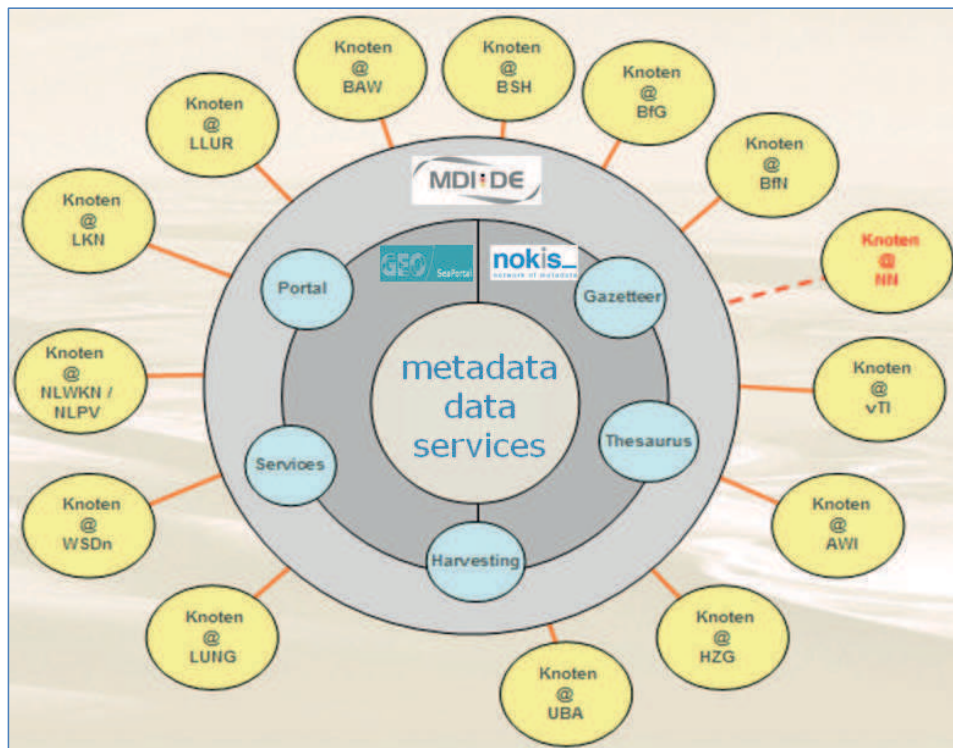 Knoten
@
BAW
Knoten
@
BSH
Knoten
@
BfG
Knoten
@
LLUR
Knoten
@
BfN
Knoten
@
LKN
Knoten
@
NN
MDI-DE
GEO/
SeaPortal
nokis_
network of metadata
Portal
Gazetteer
Knoten
@
NLWKN /
NLPV
metadata
data
services
Knoten
@
vTI
Services
Thesaurus
Knoten
@
WSDn
Knoten
@
AWI
Harvesting
Knoten
@
LUNG
Knoten
@
HZG
Knoten
@
UBA